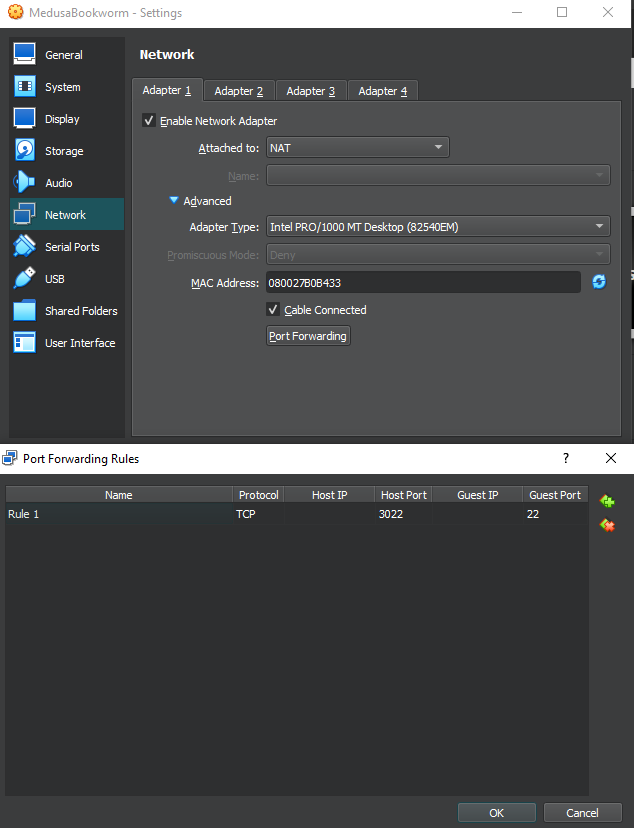 MedusaBookworm - Settings
General
System
Display
Storage
Audio
Network
Serial Ports
USB
Shared Folders
User Interface
Network
Adapter 1 Adapter 2 Adapter 3 Adapter 4
Enable Network Adapter
Attached to: NAT
Name:
Advanced
Adapter Type: Intel PRO/1000 MT Desktop (82540EM)
Promiscuous Mode: Deny
MAC Address: 080027B0B433
Cable Connected
Port Forwarding
Port Forwarding Rules ?
Name Protocol Host IP Host Port Guest IP Guest Port
Rule 1 TCP 3022 22
OK Cancel